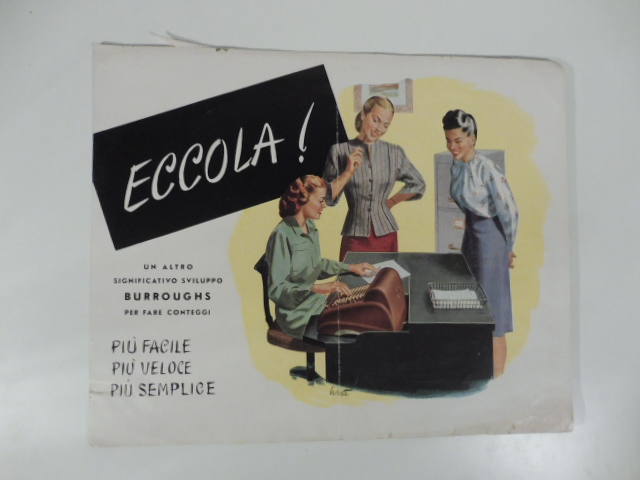 ECCOLA!
UN ALTRO
SIGNIFICATIVO SVILUPPO
BURROUGHS
PER FARE CONTEGGI
PIÙ FACILE
PIÙ VELOCE
PIÙ SEMPLICE